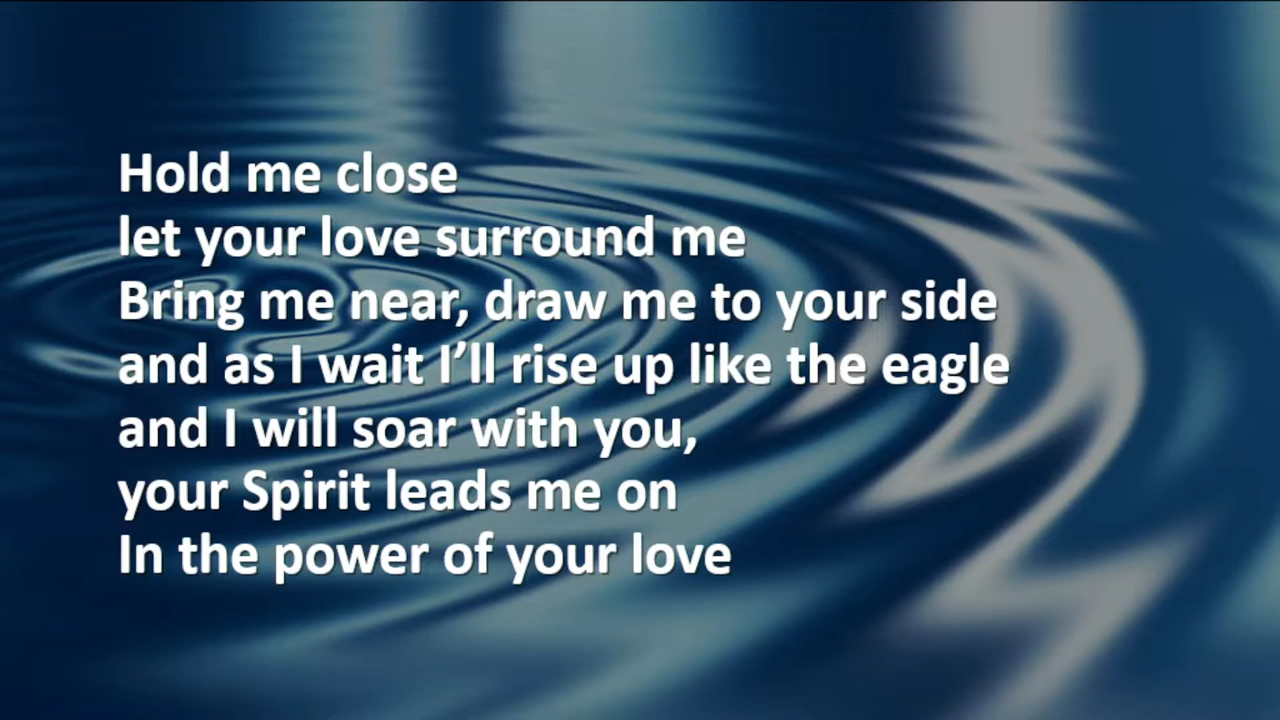 Hold me close
let your love surround me
Bring me near, draw me to your side
and as I wait I’ll rise up like the eagle
and I will soar with you,
your Spirit leads me on
In the power of your love